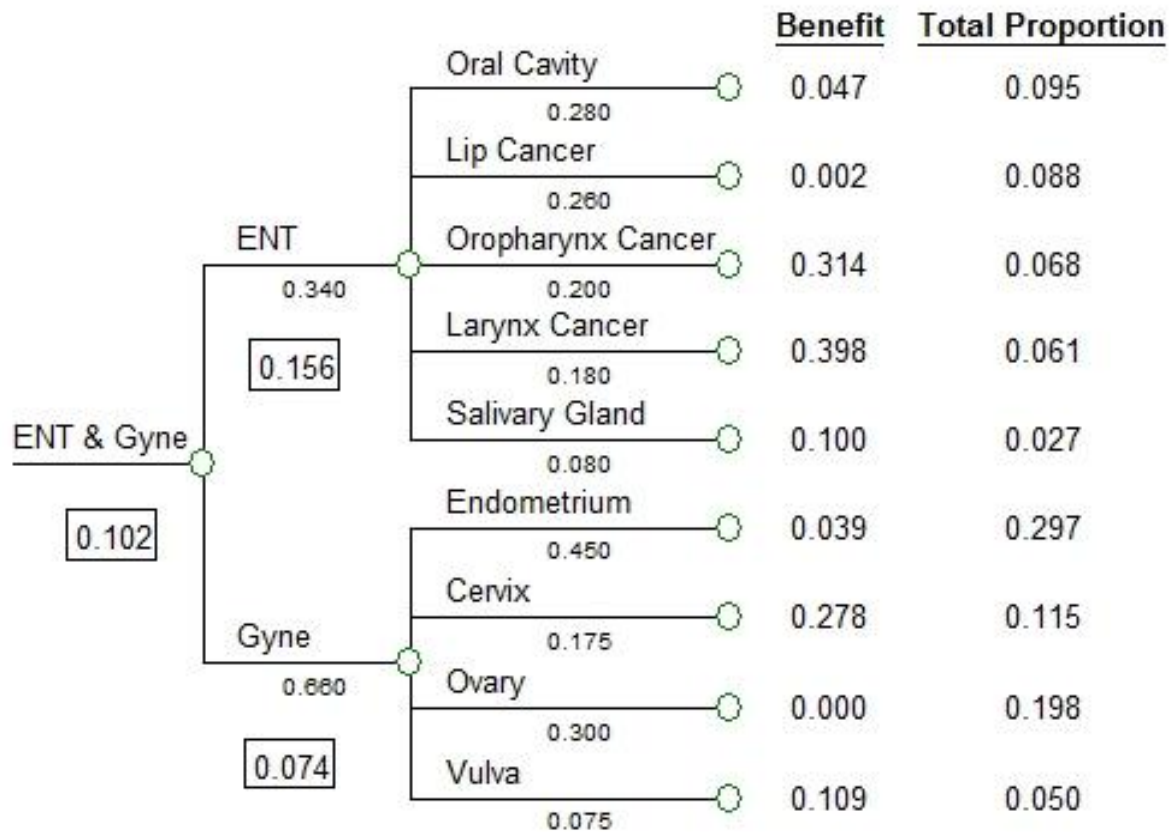 Benefit Total Proportion
Oral Cavity 0.047 0.095
0.280
Lip Cancer 0.002 0.088
0.260
ENT Oropharynx Cancer 0.314 0.068
0.340 0.200
Larynx Cancer 0.398 0.061
0.156 0.180
Salivary Gland 0.100 0.027
ENT & Gyne 0.080
Endometrium 0.039 0.297
0.102 0.450
Cervix 0.278 0.115
Gyne 0.175
0.660 Ovary 0.000 0.198
0.300
0.074 Vulva 0.109 0.050
0.075